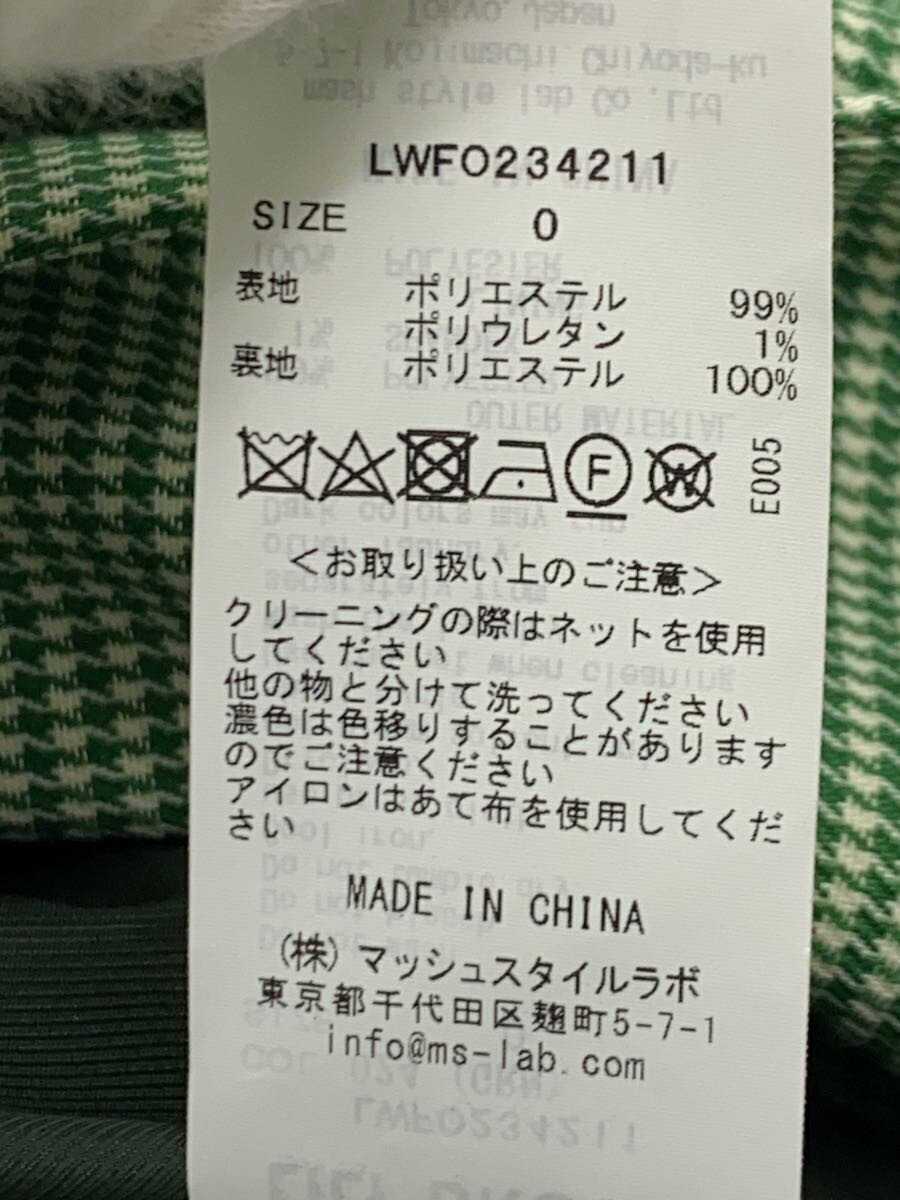 LWFO234211
SIZE 0
表地 ポリエステル 99%
ポリウレタン 1%
裏地 ポリエステル 100%
F W E005
<お取り扱い上のご注意>
クリーニングの際はネットを使用
してください
他の物と分けて洗ってください
濃色は色移りすることがあります
のでご注意ください
アイロンはあて布を使用してくだ
さい
MADE IN CHINA
(株)マッシュスタイルラボ
東京都千代田区麹町5-7-1
info@ms-lab.com